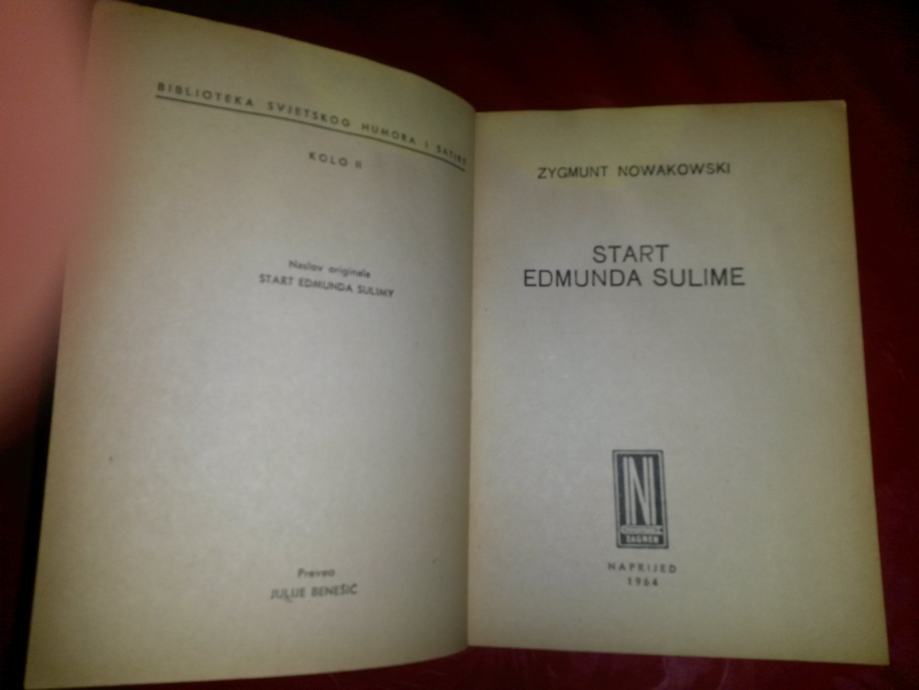 BIBLIOTEKA SVJETSKOG HUMORA I SATIRE
KOLO II
Naslov originala
START EDMUNDA SULIMY
Preveo
JULIJE BENEŠIĆ
ZYGMUNT NOWAKOWSKI
START
EDMUNDA SULIME
N
ZAGREB
NAPRIJED
1964